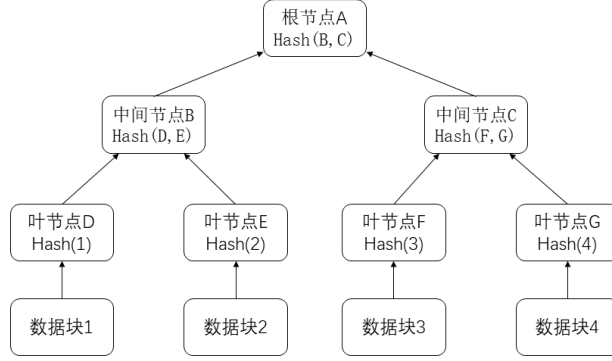 根节点A
Hash(B,C)
中间节点B
Hash(D,E)
中间节点C
Hash(F,G)
叶节点D
Hash(1)
叶节点E
Hash(2)
叶节点F
Hash(3)
叶节点G
Hash(4)
数据块1
数据块2
数据块3
数据块4